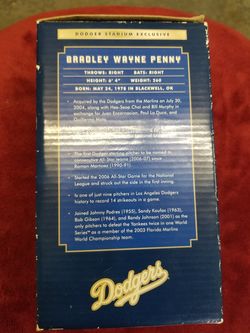 DODGER STADIUM EXCLUSIVE
BRADLEY WAYNE PENNY
THROWS: RIGHT BATS: RIGHT
HEIGHT: 6' 4" WEIGHT: 260
BORN: MAY 24, 1978 IN BLACKWELL, OK
• Acquired by the Dodgers from the Marlins on July 30,
2004, along with Hee-Seop Choi and Bill Murphy in
exchange for Juan Encarnacion, Paul Lo Duca, and
Guillermo Mota.
• The first Dodger starting pitcher to be named to
consecutive All-Star teams (2006-07) since
Ramon Martinez (1990-91).
• Started the 2006 All-Star Game for the National
League and struck out the side in the first inning.
• Is one of just nine pitchers in Los Angeles Dodgers
history to record 14 strikeouts in a game.
• Joined Johnny Podres (1955), Sandy Koufax (1963),
Bob Gibson (1964), and Randy Johnson (2001) as the
only pitchers to defeat the Yankees twice in one
World Series™ as a member of the 2003 Florida Marlins
World Championship team.
Dodgers